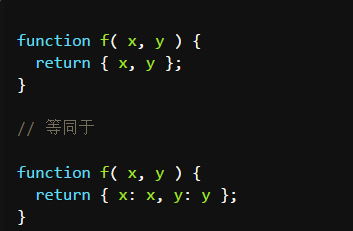 function f( x, y ) {
  return { x, y };
}
// 等同于
function f( x, y ) {
  return { x: x, y: y };
}